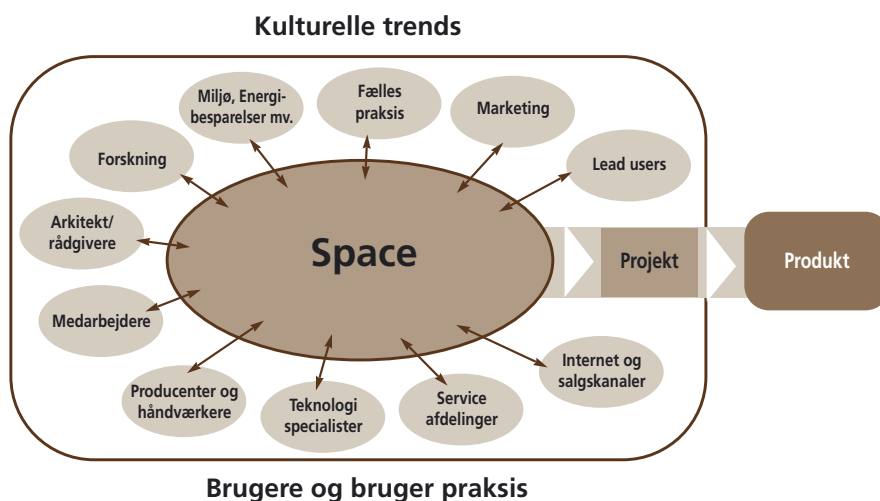 Kulturelle trends
Miljø, Energi-
besparelser mv.
Fælles
praksis
Marketing
Forskning
Lead users
Arkitekt/
rådgivere
Space
Projekt
Produkt
Medarbejdere
Internet og
salgskanaler
Producenter og
håndværkere
Teknologi
specialister
Service
afdelinger
Brugere og bruger praksis